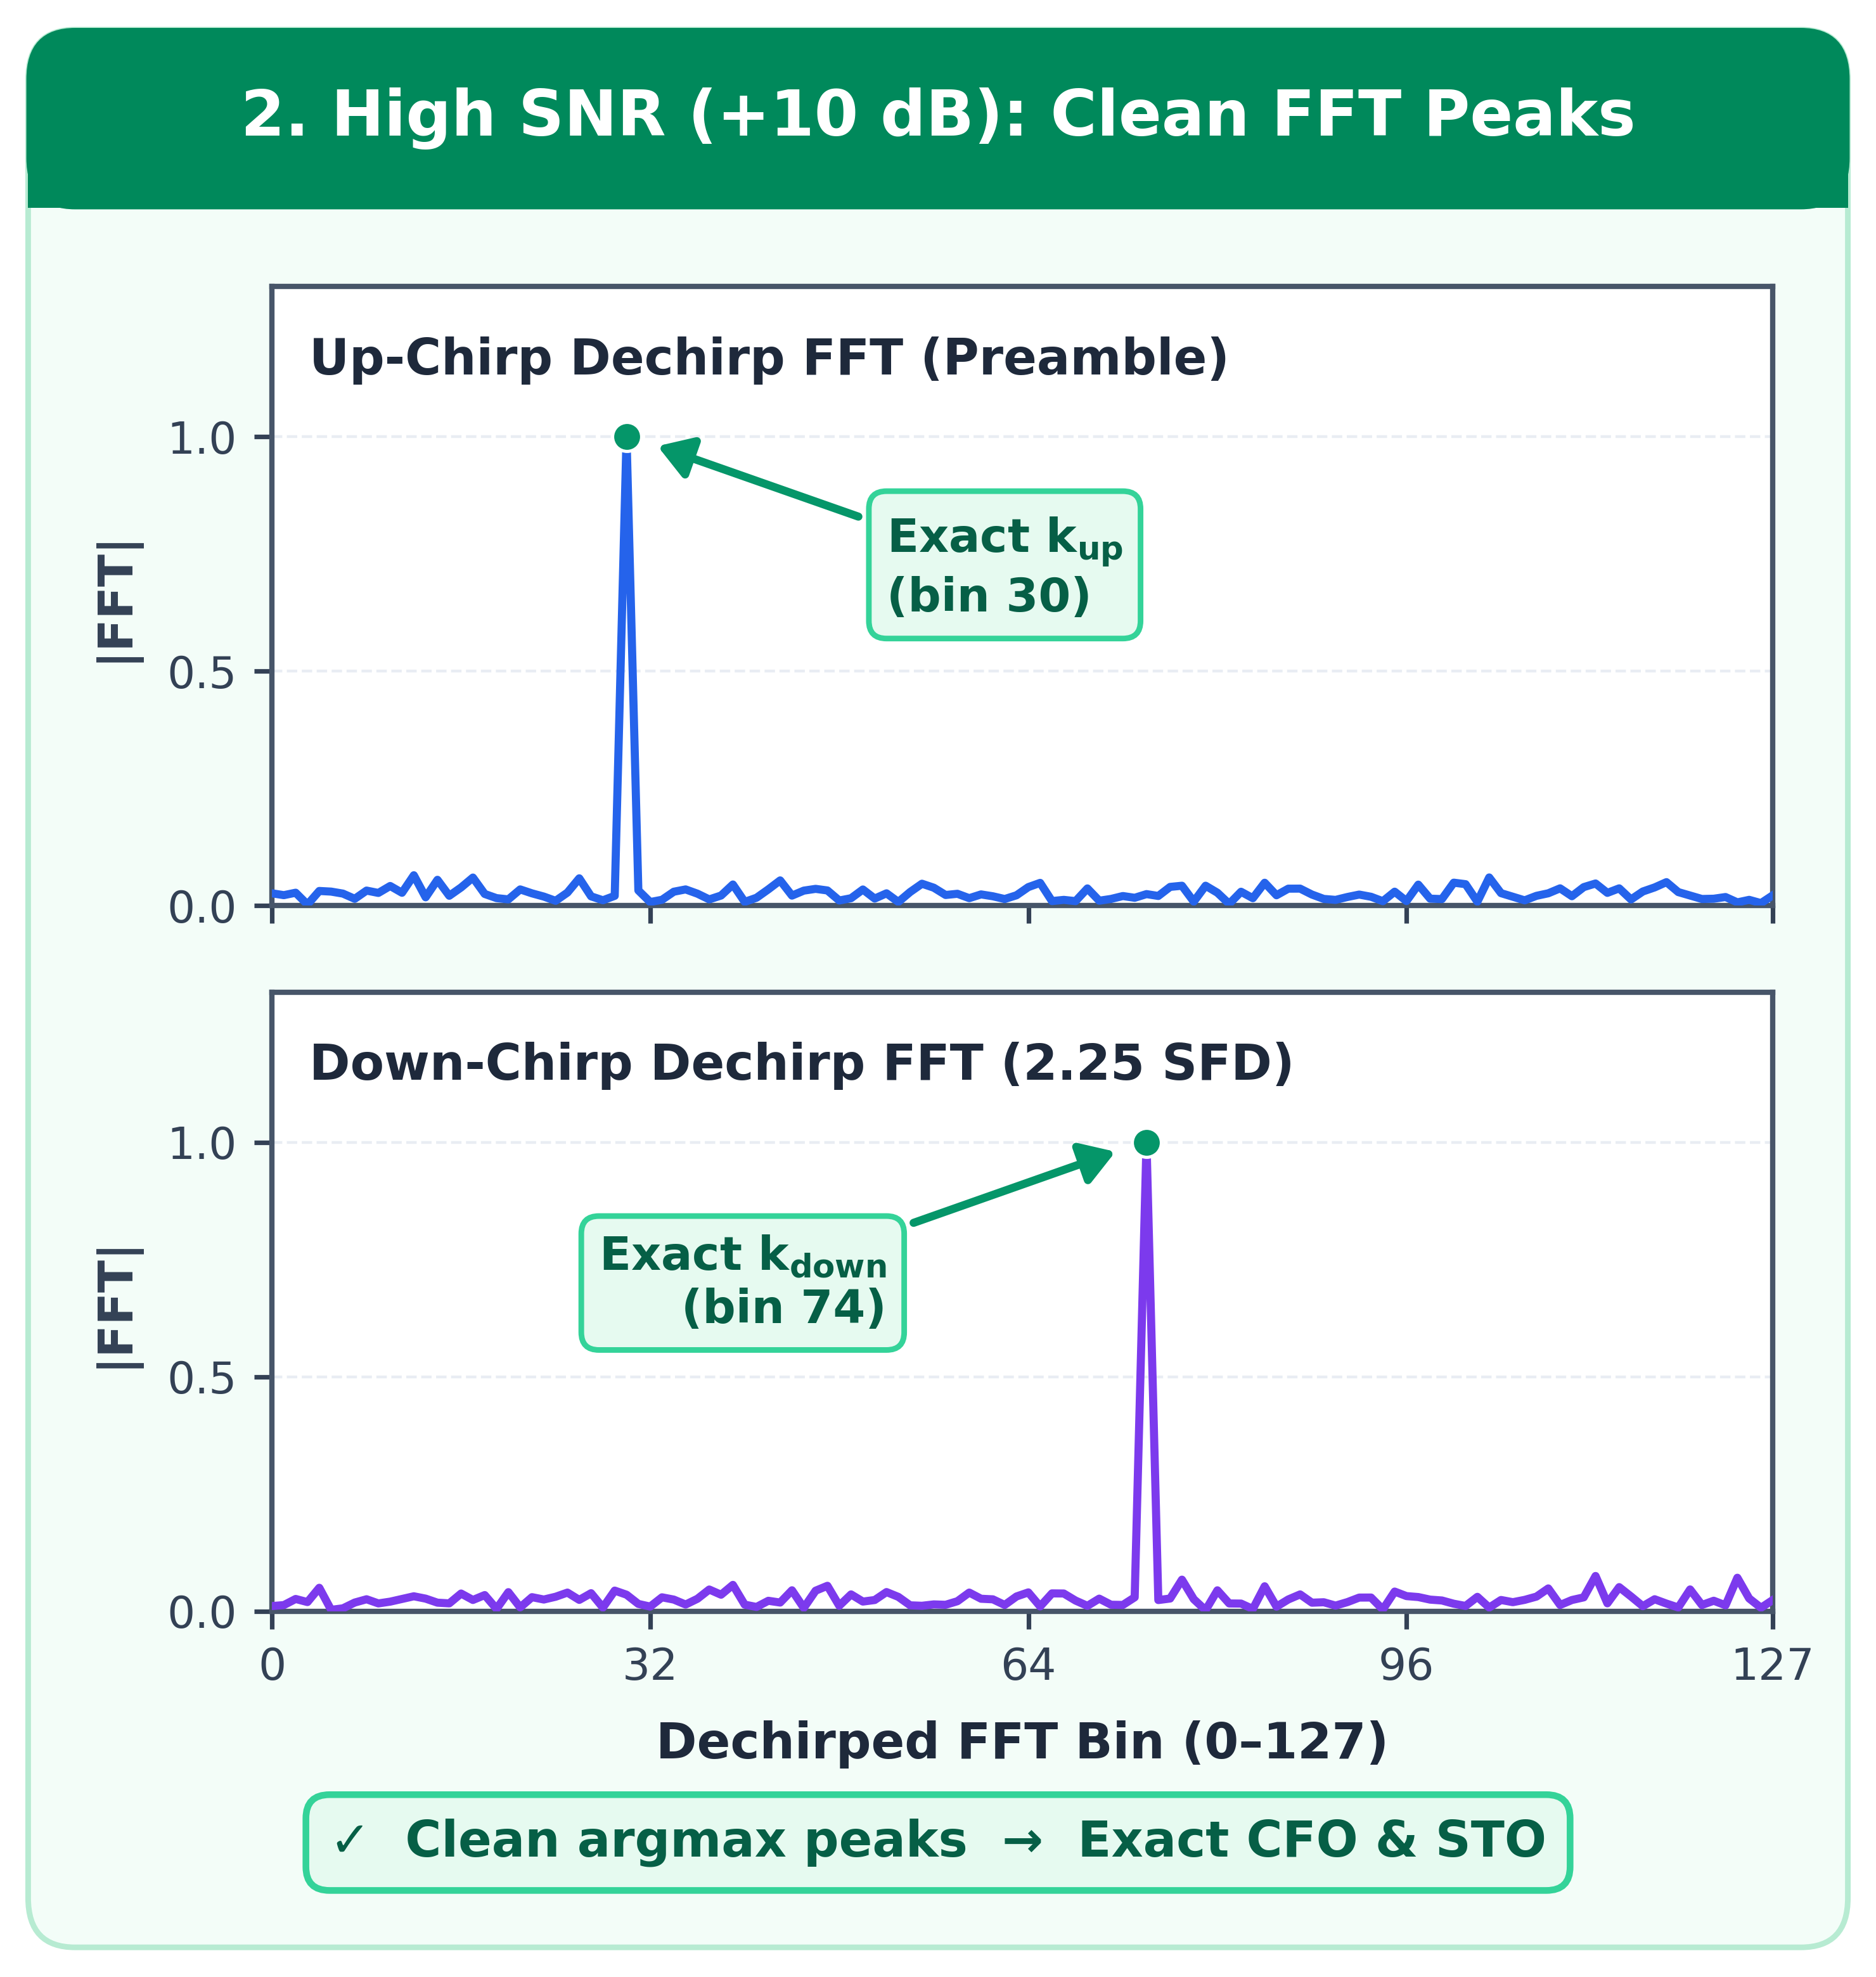 2. High SNR (+10 dB): Clean FFT Peaks
Up-Chirp Dechirp FFT (Preamble)
|FFT|
1.0
0.5
0.0
Exact kup
(bin 30)
Down-Chirp Dechirp FFT (2.25 SFD)
|FFT|
1.0
0.5
0.0
Exact kdown
(bin 74)
0 32 64 96 127
Dechirped FFT Bin (0–127)
✓ Clean argmax peaks → Exact CFO & STO